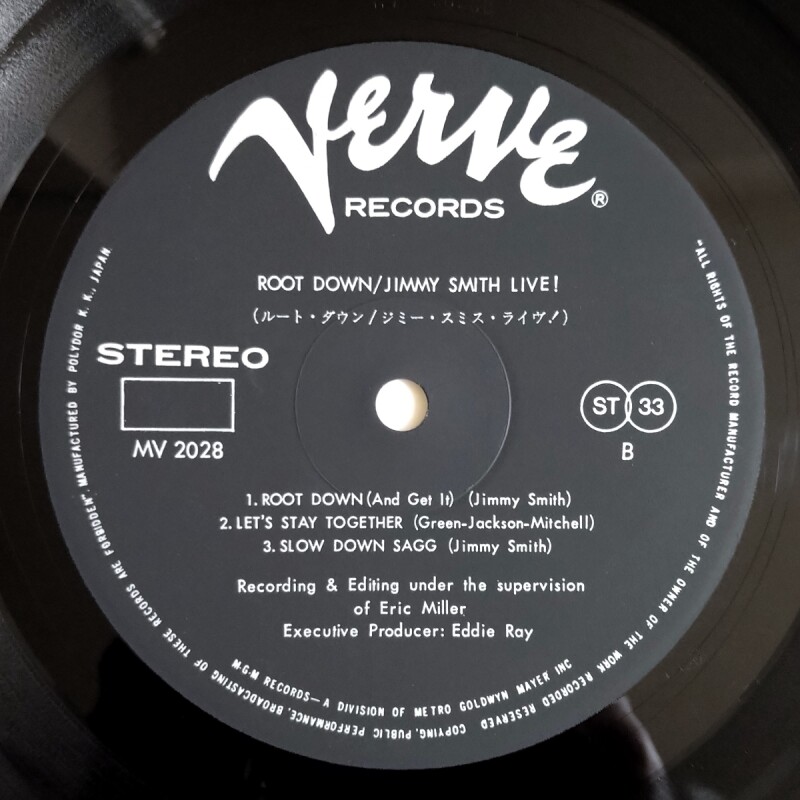 Verve
RECORDS ®
ROOT DOWN/JIMMY SMITH LIVE!
(ルート・ダウン/ジミー・スミス・ライヴ!)
STEREO
MV 2028
ST 33
B
1. ROOT DOWN (And Get It) (Jimmy Smith)
2. LET'S STAY TOGETHER (Green-Jackson-Mitchell)
3. SLOW DOWN SAGG (Jimmy Smith)
Recording & Editing under the supervision
of Eric Miller
Executive Producer: Eddie Ray
M-G-M RECORDS—A DIVISION OF METRO GOLDWYN MAYER INC
"ALL RIGHTS OF THE RECORD MANUFACTURER AND OF THE OWNER OF THE WORK RECORDED RESERVED COPYING, PUBLIC PERFORMANCE, BROADCASTING OF THESE RECORDS ARE FORBIDDEN". MANUFACTURED BY POLYDOR K. K., JAPAN.